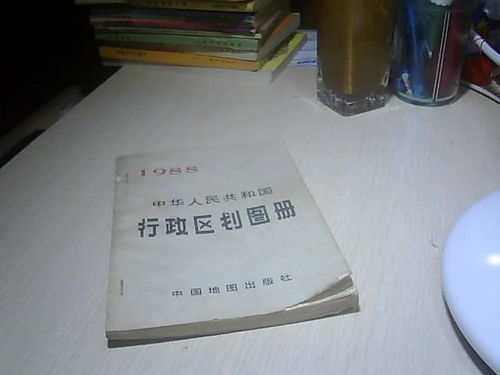 1988
中华人民共和国
行政区划图册
中国地图出版社